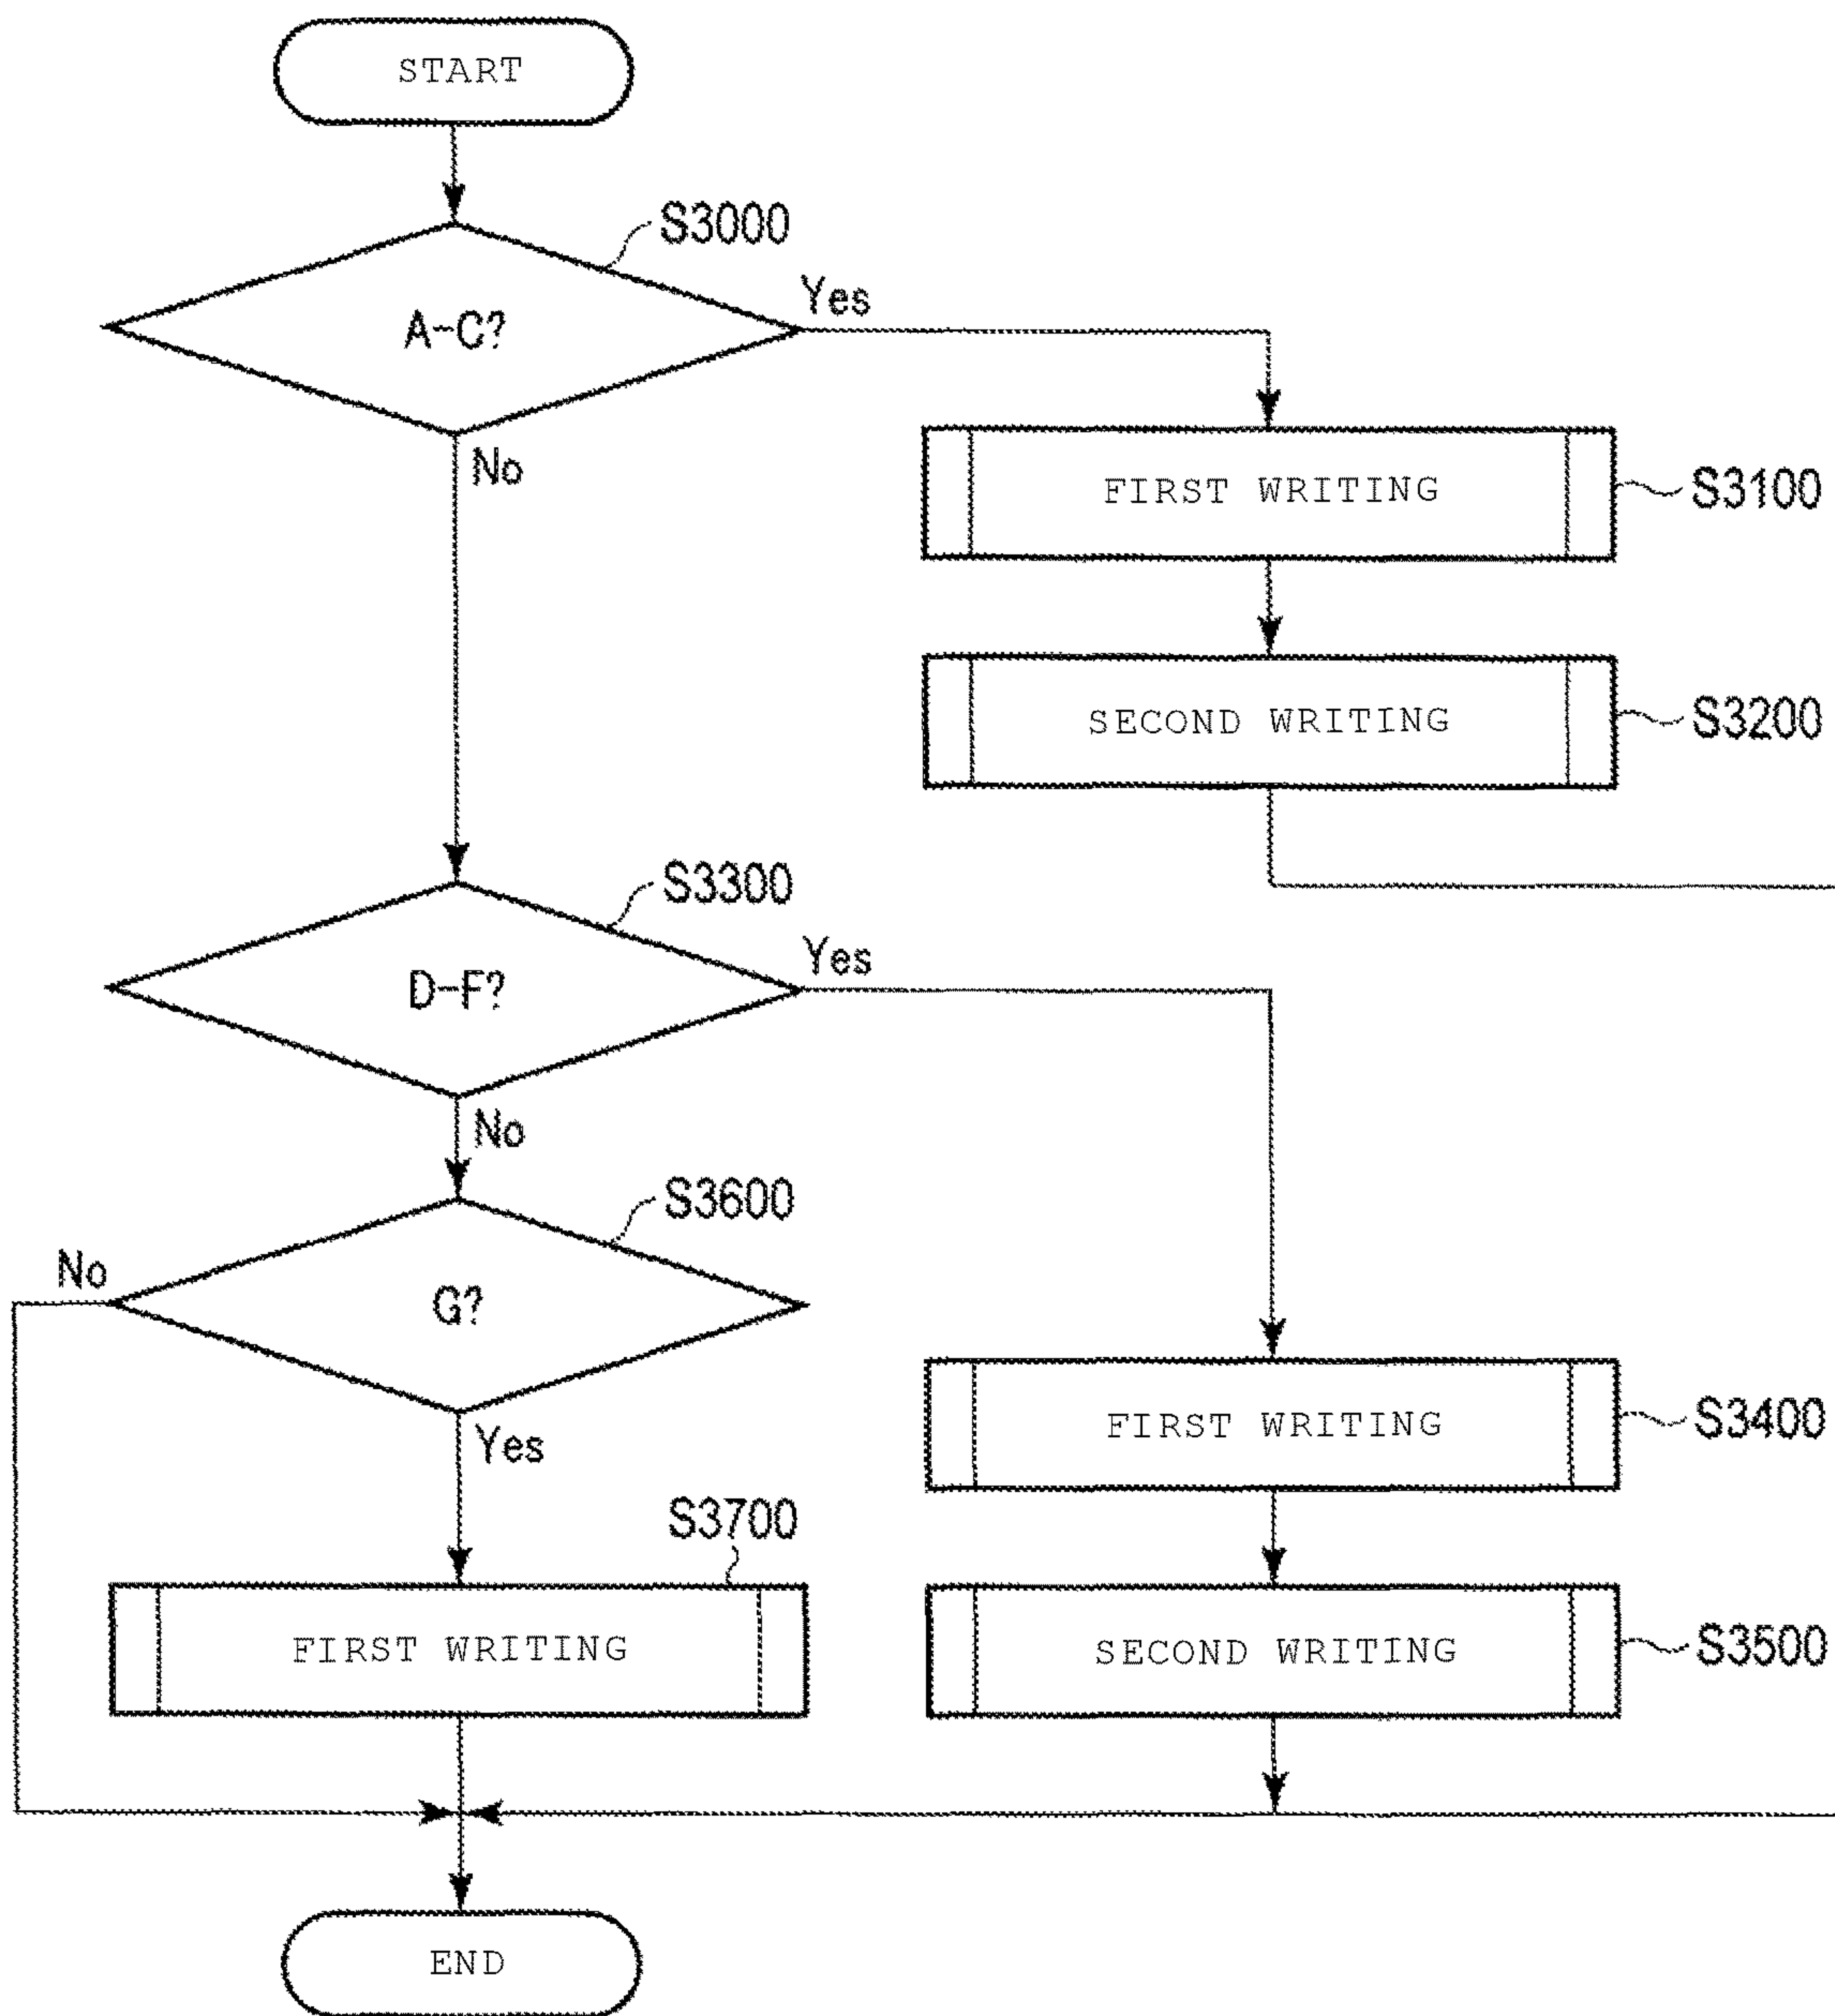 START
S3000
A-C?
Yes
No
FIRST WRITING
S3100
SECOND WRITING
S3200
S3300
D-F?
Yes
No
S3600
G?
No
Yes
FIRST WRITING
S3400
S3700
FIRST WRITING
SECOND WRITING
S3500
END